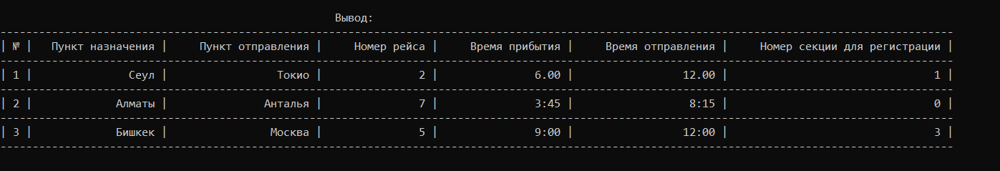 Вывод:
| № | Пункт назначения | Пункт отправления | Номер рейса | Время прибытия | Время отправления | Номер секции для регистрации |
| 1 | Сеул | Токио | 2 | 6.00 | 12.00 | 1 |
| 2 | Алматы | Анталья | 7 | 3:45 | 8:15 | 0 |
| 3 | Бишкек | Москва | 5 | 9:00 | 12:00 | 3 |